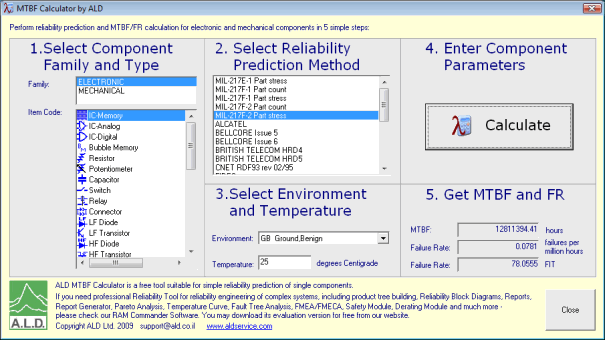 MTBF Calculator by ALD
Perform reliability prediction and MTBF/FR calculation for electronic and mechanical components in 5 simple steps:
1.Select Component
Family and Type
Family:
ELECTRONIC
MECHANICAL
Item Code:
IC-Memory
IC-Analog
IC-Digital
Bubble Memory
Resistor
Potentiometer
Capacitor
Switch
Relay
Connector
LF Diode
LF Transistor
HF Diode
HF Transistor
2. Select Reliability
Prediction Method
MIL-217E-1 Part stress
MIL-217E-1 Part count
MIL-217F-1 Part stress
MIL-217F-2 Part count
MIL-217F-2 Part stress
ALCATEL
BELLCORE Issue 5
BELLCORE Issue 6
BRITISH TELECOM HRD4
BRITISH TELECOM HRD5
CNET RDF93 rev 02/95
3.Select Environment
and Temperature
Environment: GB Ground,Benign
Temperature: 25 degrees Centigrade
4. Enter Component
Parameters
Calculate
5. Get MTBF and FR
MTBF: 12811394.41 hours
Failure Rate: 0.0781 failures per
million hours
Failure Rate: 78.0555 FIT
A.L.D.
ALD MTBF Calculator is a free tool suitable for simple reliability prediction of single components.
If you need professional Reliability Tool for reliability engineering of complex systems, including product tree building, Reliability Block Diagrams, Reports,
Report Generator, Pareto Analysis, Temperature Curve, Fault Tree Analysis, FMEA/FMECA, Safety Module, Derating Module and much more -
please check our RAM Commander Software. You may download its evaluation version for free from our website.
Copyright ALD Ltd. 2009 support@ald.co.il www.aldservice.com
Close